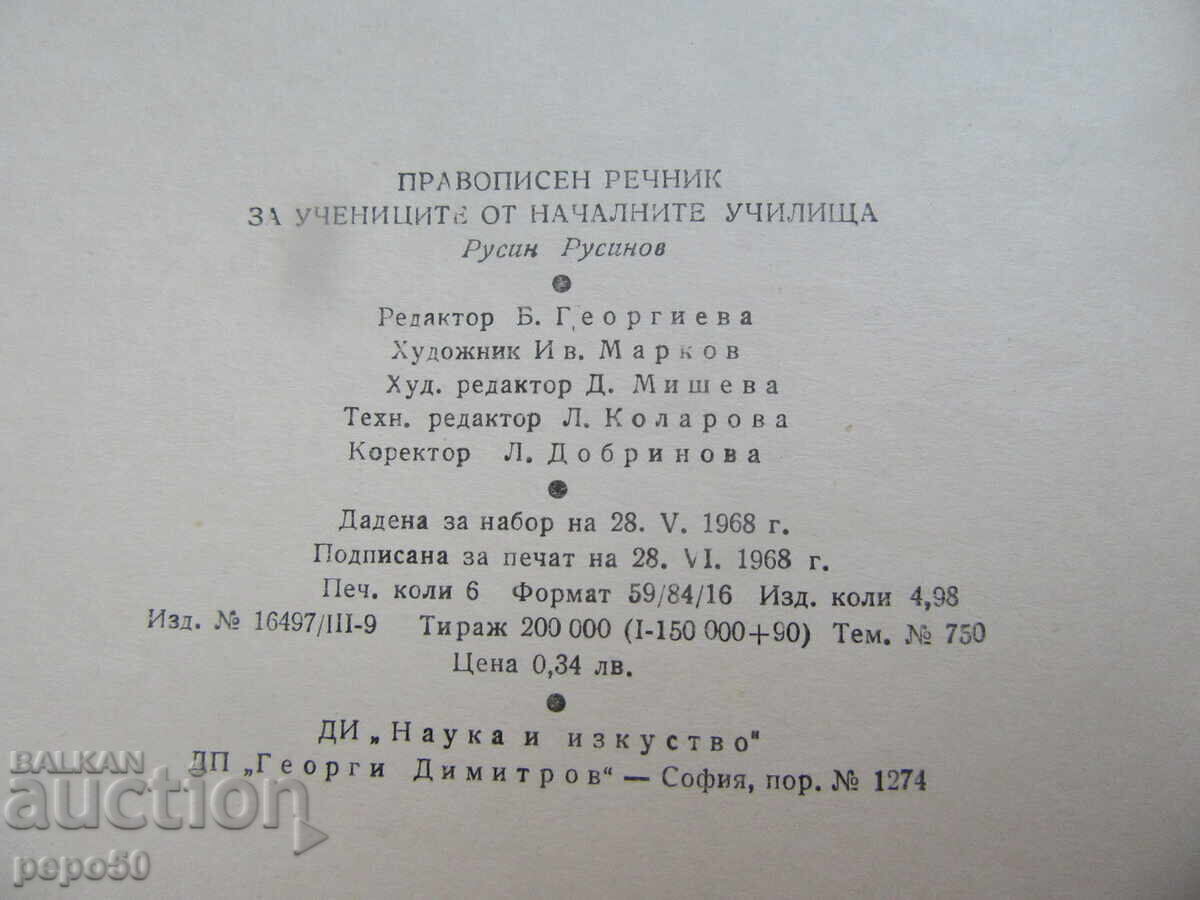 ПРАВОПИСЕН РЕЧНИК
ЗА УЧЕНИЦИТЕ ОТ НАЧАЛНИТЕ УЧИЛИЩА
Русин Русинов
Редактор Б. Георгиева
Художник Ив. Марков
Худ. редактор Д. Мишева
Техн. редактор Л. Коларова
Коректор Л. Добринова
Дадена за набор на 28. V. 1968 г.
Подписана за печат на 28. VI. 1968 г.
Печ. коли 6 Формат 59/84/16 Изд. коли 4,98
Изд. № 16497/III-9 Тираж 200 000 (I-150 000+90) Тем. № 750
Цена 0,34 лв.
ДИ „Наука и изкуство"
ДП „Георги Димитров" — София, пор. № 1274
BALKAN
auction
pepo50